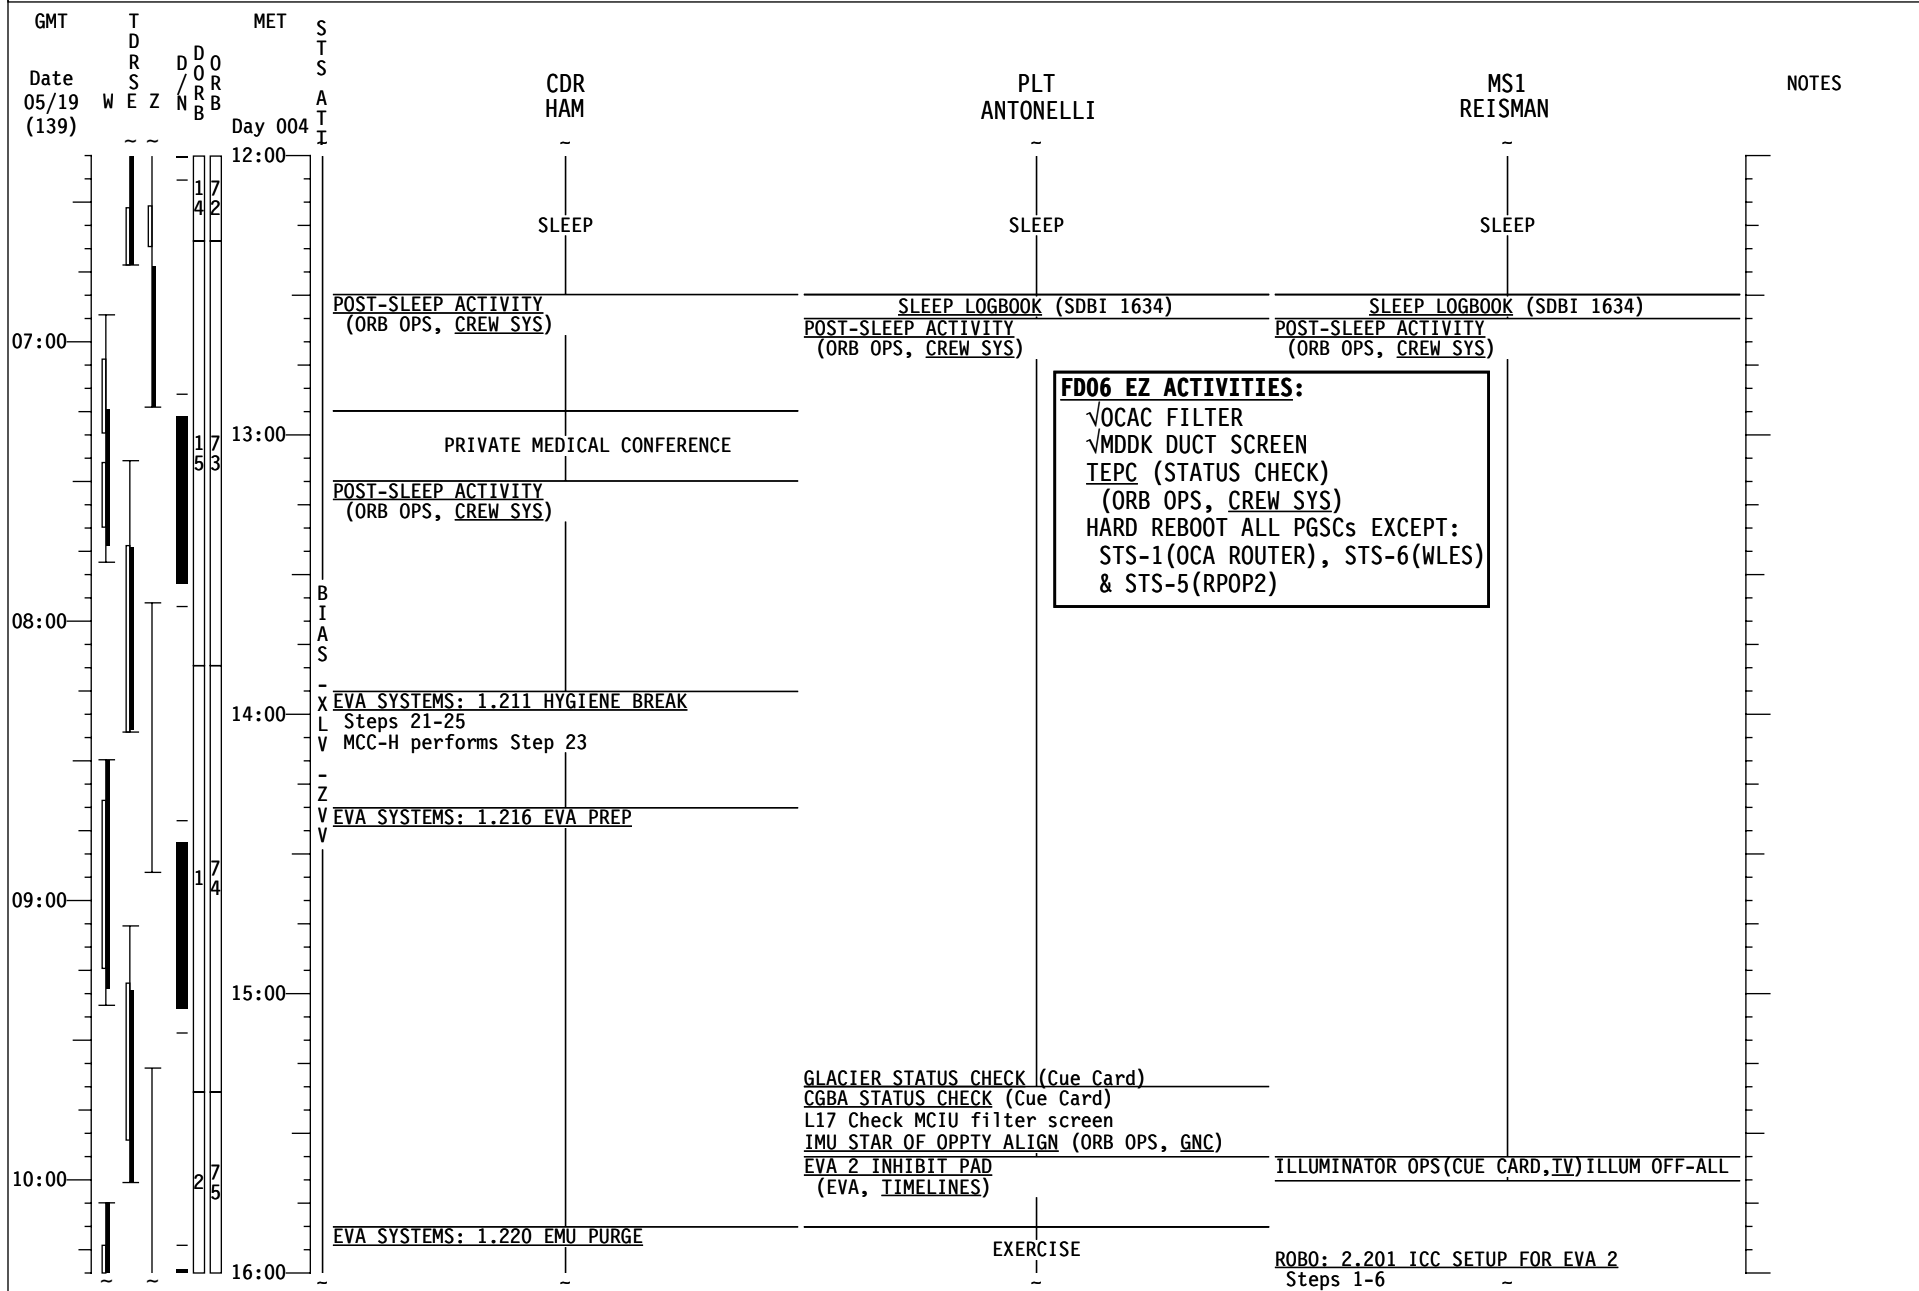 GMT
Date
05/19
(139)
TDRSE
W E Z
D/N
DORB
ORB
MET
Day 004
STS ATT
CDR
HAM
PLT
ANTONELLI
MS1
REISMAN
NOTES
~ ~ ~ ~ ~
12:00
14
72
SLEEP SLEEP SLEEP
POST-SLEEP ACTIVITY
(ORB OPS, CREW SYS)
SLEEP LOGBOOK (SDBI 1634)
POST-SLEEP ACTIVITY
(ORB OPS, CREW SYS)
SLEEP LOGBOOK (SDBI 1634)
POST-SLEEP ACTIVITY
(ORB OPS, CREW SYS)
07:00
FD06 EZ ACTIVITIES:
√OCAC FILTER
√MDDK DUCT SCREEN
TEPC (STATUS CHECK)
(ORB OPS, CREW SYS)
HARD REBOOT ALL PGSCs EXCEPT:
STS-1(OCA ROUTER), STS-6(WLES)
& STS-5(RPOP2)
13:00
15
73
PRIVATE MEDICAL CONFERENCE
POST-SLEEP ACTIVITY
(ORB OPS, CREW SYS)
08:00
BIAS -XLV -ZVV
EVA SYSTEMS: 1.211 HYGIENE BREAK
Steps 21-25
MCC-H performs Step 23
14:00
EVA SYSTEMS: 1.216 EVA PREP
1
74
09:00
15:00
GLACIER STATUS CHECK (Cue Card)
CGBA STATUS CHECK (Cue Card)
L17 Check MCIU filter screen
IMU STAR OF OPPTY ALIGN (ORB OPS, GNC)
EVA 2 INHIBIT PAD
(EVA, TIMELINES)
ILLUMINATOR OPS(CUE CARD,TV)ILLUM OFF-ALL
10:00
2
75
EVA SYSTEMS: 1.220 EMU PURGE
EXERCISE
ROBO: 2.201 ICC SETUP FOR EVA 2
Steps 1-6
16:00
~ ~ ~ ~ ~ ~